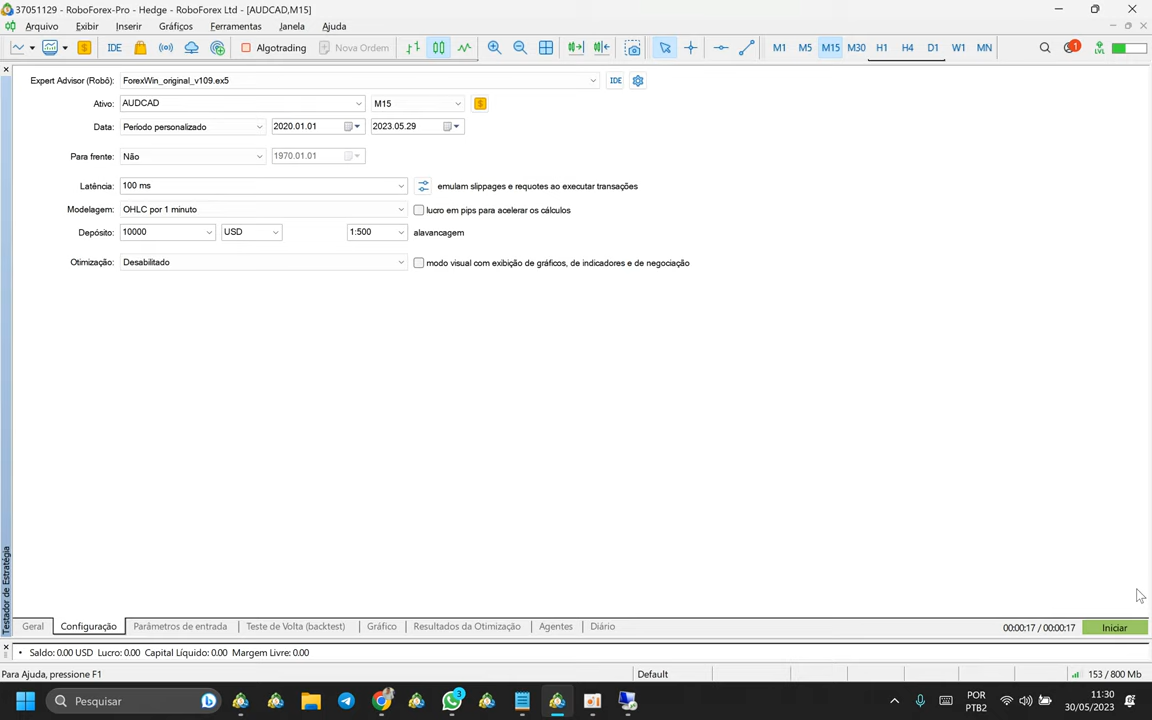 37051129 - RoboForex-Pro - Hedge - RoboForex Ltd - [AUDCAD,M15]
Arquivo Exibir Inserir Gráficos Ferramentas Janela Ajuda
IDE Algotrading Nova Ordem M1 M5 M15 M30 H1 H4 D1 W1 MN 1 LVL
Expert Advisor (Robô): ForexWin_original_v109.ex5 IDE
Ativo: AUDCAD M15
Data: Período personalizado 2020.01.01 2023.05.29
Para frente: Não 1970.01.01
Latência: 100 ms emulam slippages e requotes ao executar transações
Modelagem: OHLC por 1 minuto lucro em pips para acelerar os cálculos
Depósito: 10000 USD 1:500 alavancagem
Otimização: Desabilitado modo visual com exibição de gráficos, de indicadores e de negociação
Testador de Estratégia
Geral Configuração Parâmetros de entrada Teste de Volta (backtest) Gráfico Resultados da Otimização Agentes Diário 00:00:17 / 00:00:17 Iniciar
• Saldo: 0.00 USD Lucro: 0.00 Capital Líquido: 0.00 Margem Livre: 0.00
Para Ajuda, pressione F1 Default 153 / 800 Mb
Pesquisar 3 POR PTB2 11:30 30/05/2023